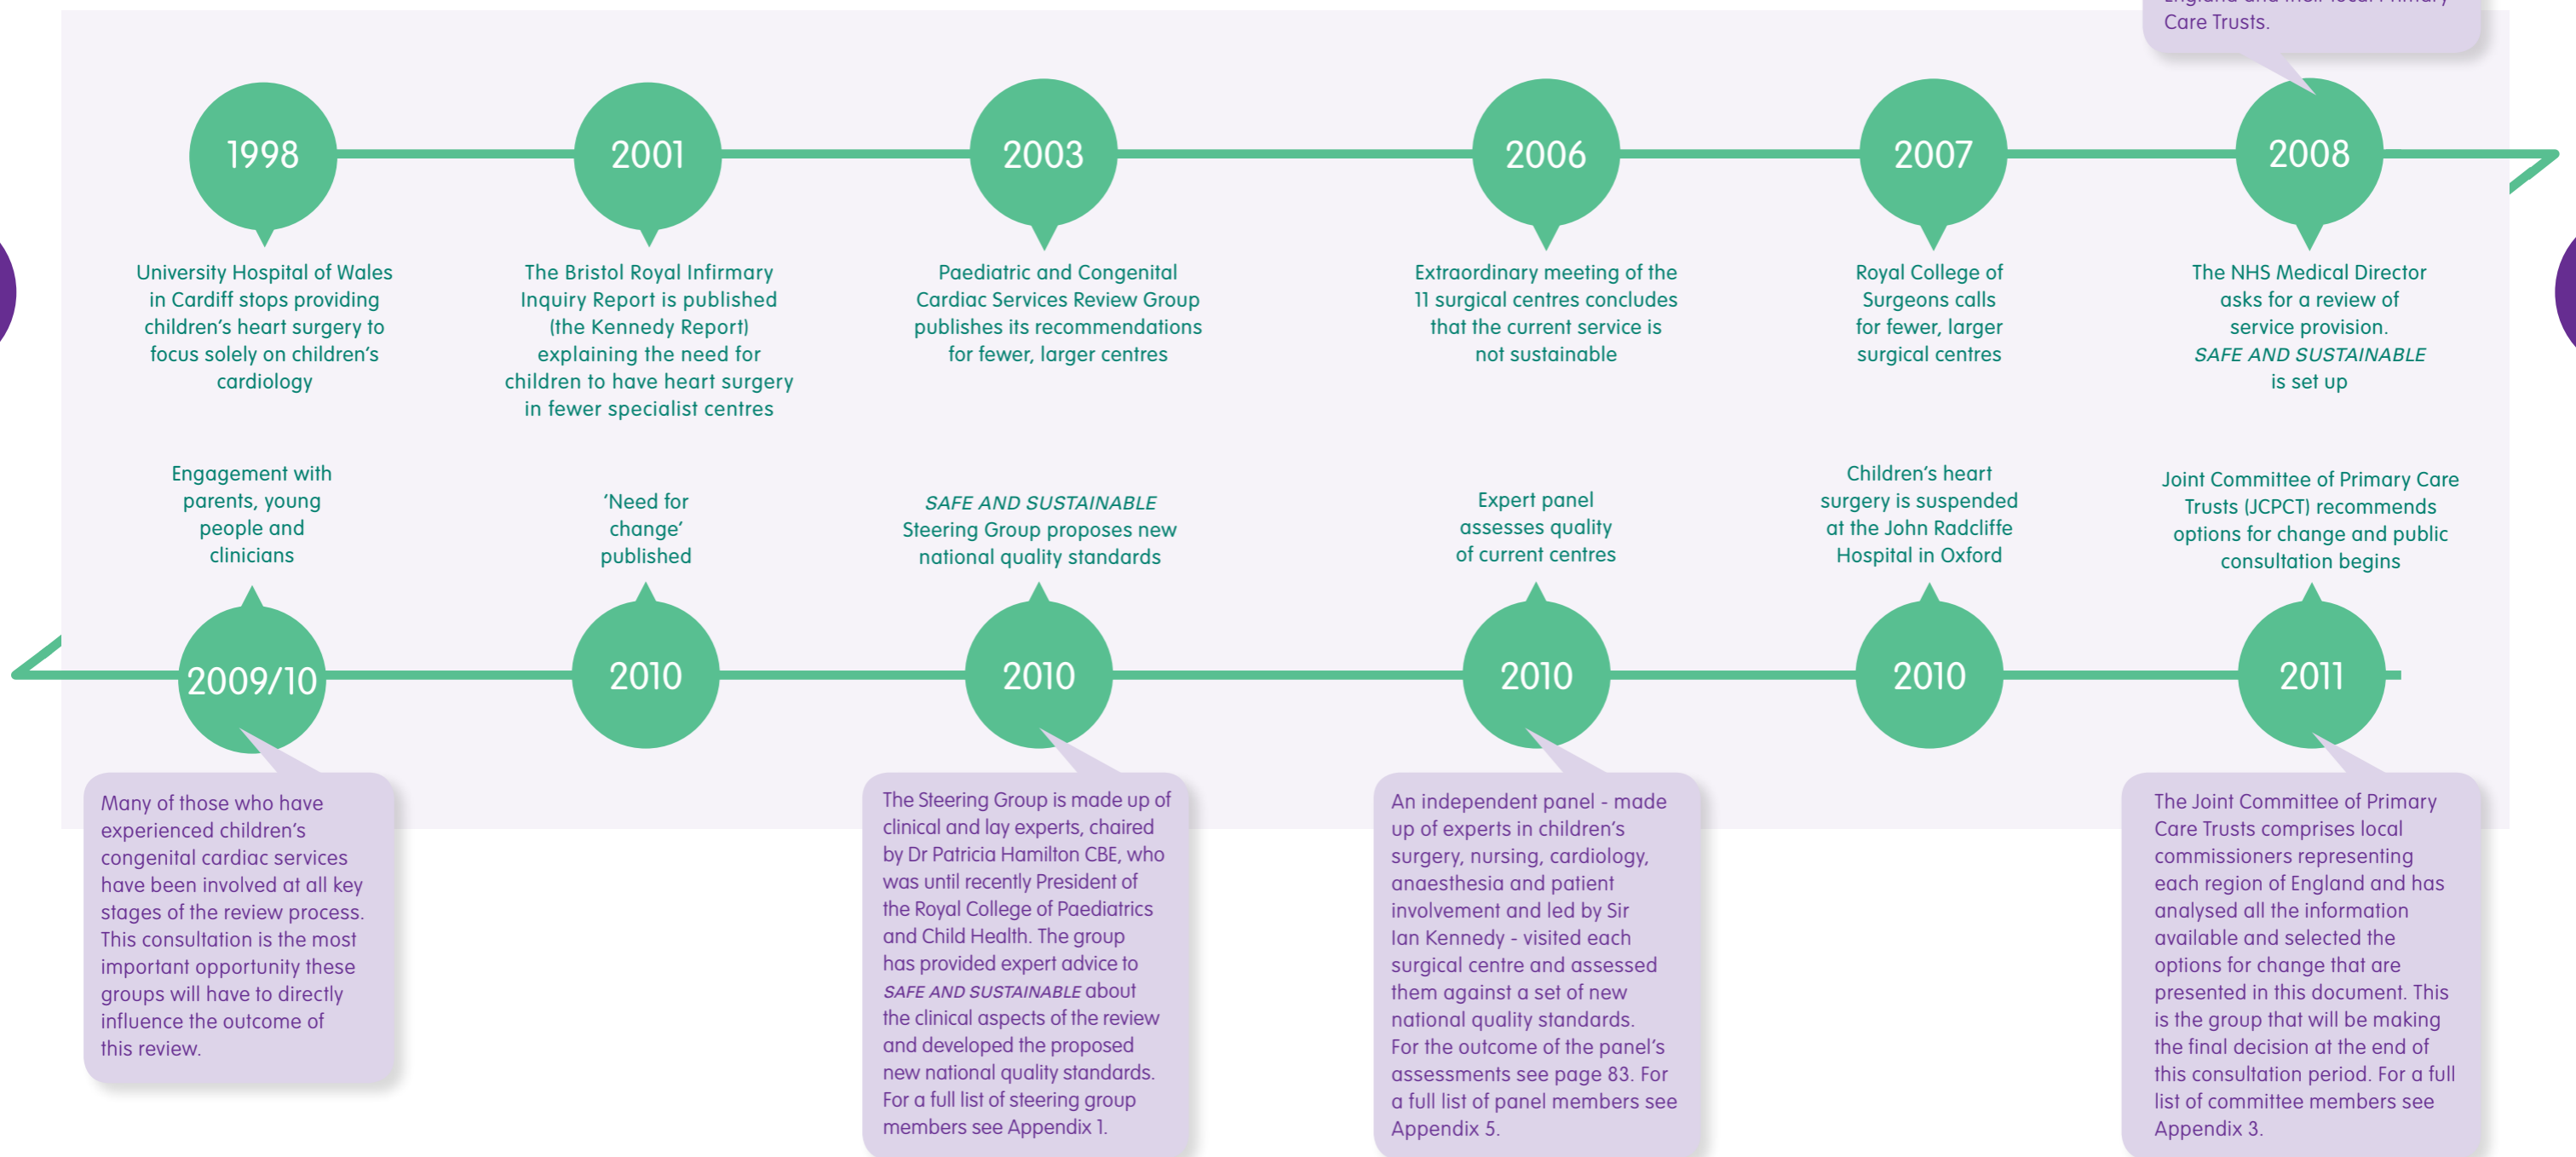 England and their local Primary
Care Trusts.
1998
University Hospital of Wales
in Cardiff stops providing
children's heart surgery to
focus solely on children's
cardiology
2001
The Bristol Royal Infirmary
Inquiry Report is published
(the Kennedy Report)
explaining the need for
children to have heart surgery
in fewer specialist centres
2003
Paediatric and Congenital
Cardiac Services Review Group
publishes its recommendations
for fewer, larger centres
2006
Extraordinary meeting of the
11 surgical centres concludes
that the current service is
not sustainable
2007
Royal College of
Surgeons calls
for fewer, larger
surgical centres
2008
The NHS Medical Director
asks for a review of
service provision.
SAFE AND SUSTAINABLE
is set up
Engagement with
parents, young
people and
clinicians
2009/10
Many of those who have
experienced children's
congenital cardiac services
have been involved at all key
stages of the review process.
This consultation is the most
important opportunity these
groups will have to directly
influence the outcome of
this review.
'Need for
change'
published
2010
SAFE AND SUSTAINABLE
Steering Group proposes new
national quality standards
2010
The Steering Group is made up of
clinical and lay experts, chaired
by Dr Patricia Hamilton CBE, who
was until recently President of
the Royal College of Paediatrics
and Child Health. The group
has provided expert advice to
SAFE AND SUSTAINABLE about
the clinical aspects of the review
and developed the proposed
new national quality standards.
For a full list of steering group
members see Appendix 1.
Expert panel
assesses quality
of current centres
2010
An independent panel - made
up of experts in children's
surgery, nursing, cardiology,
anaesthesia and patient
involvement and led by Sir
Ian Kennedy - visited each
surgical centre and assessed
them against a set of new
national quality standards.
For the outcome of the panel's
assessments see page 83. For
a full list of panel members see
Appendix 5.
Children's heart
surgery is suspended
at the John Radcliffe
Hospital in Oxford
2010
Joint Committee of Primary Care
Trusts (JCPCT) recommends
options for change and public
consultation begins
2011
The Joint Committee of Primary
Care Trusts comprises local
commissioners representing
each region of England and has
analysed all the information
available and selected the
options for change that are
presented in this document. This
is the group that will be making
the final decision at the end of
this consultation period. For a full
list of committee members see
Appendix 3.